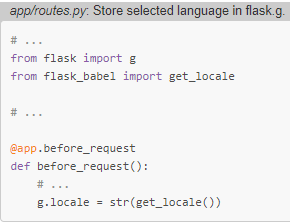 app/routes.py: Store selected language in flask.g.
# ...
from flask import g
from flask_babel import get_locale
# ...
@app.before_request
def before_request():
    # ...
    g.locale = str(get_locale())